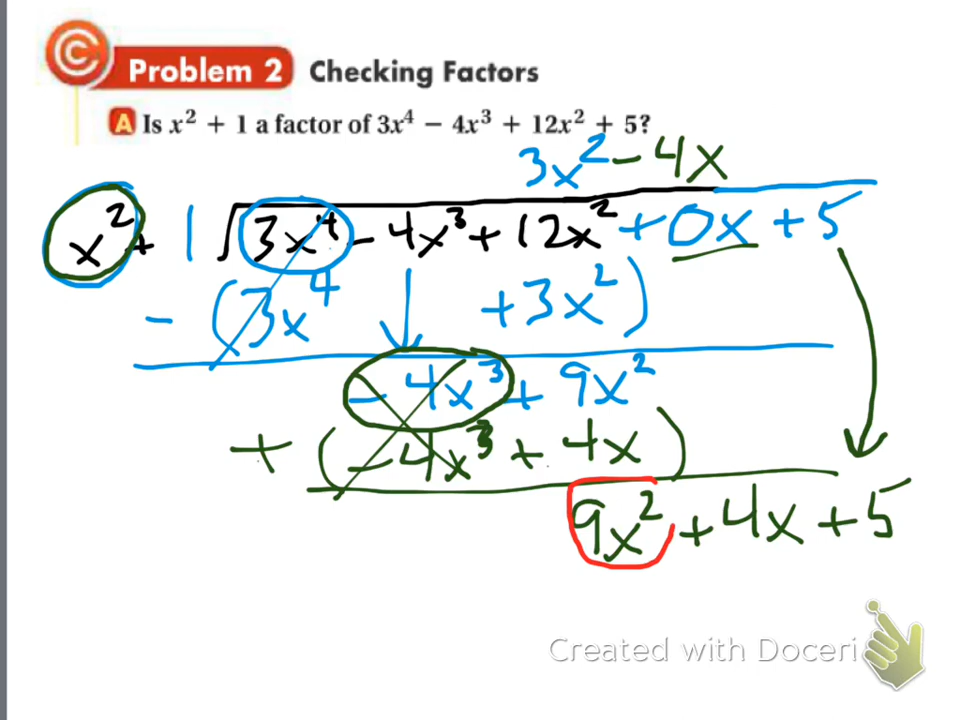 C
Problem 2 Checking Factors
A Is x² + 1 a factor of 3x⁴ − 4x³ + 12x² + 5?
3x² − 4x
x² + 1 3x⁴ − 4x³ + 12x² + 0x + 5
− (3x⁴ + 3x²)
− 4x³ + 9x²
+ (−4x³ + 4x)
9x² + 4x + 5
Created with Doceri